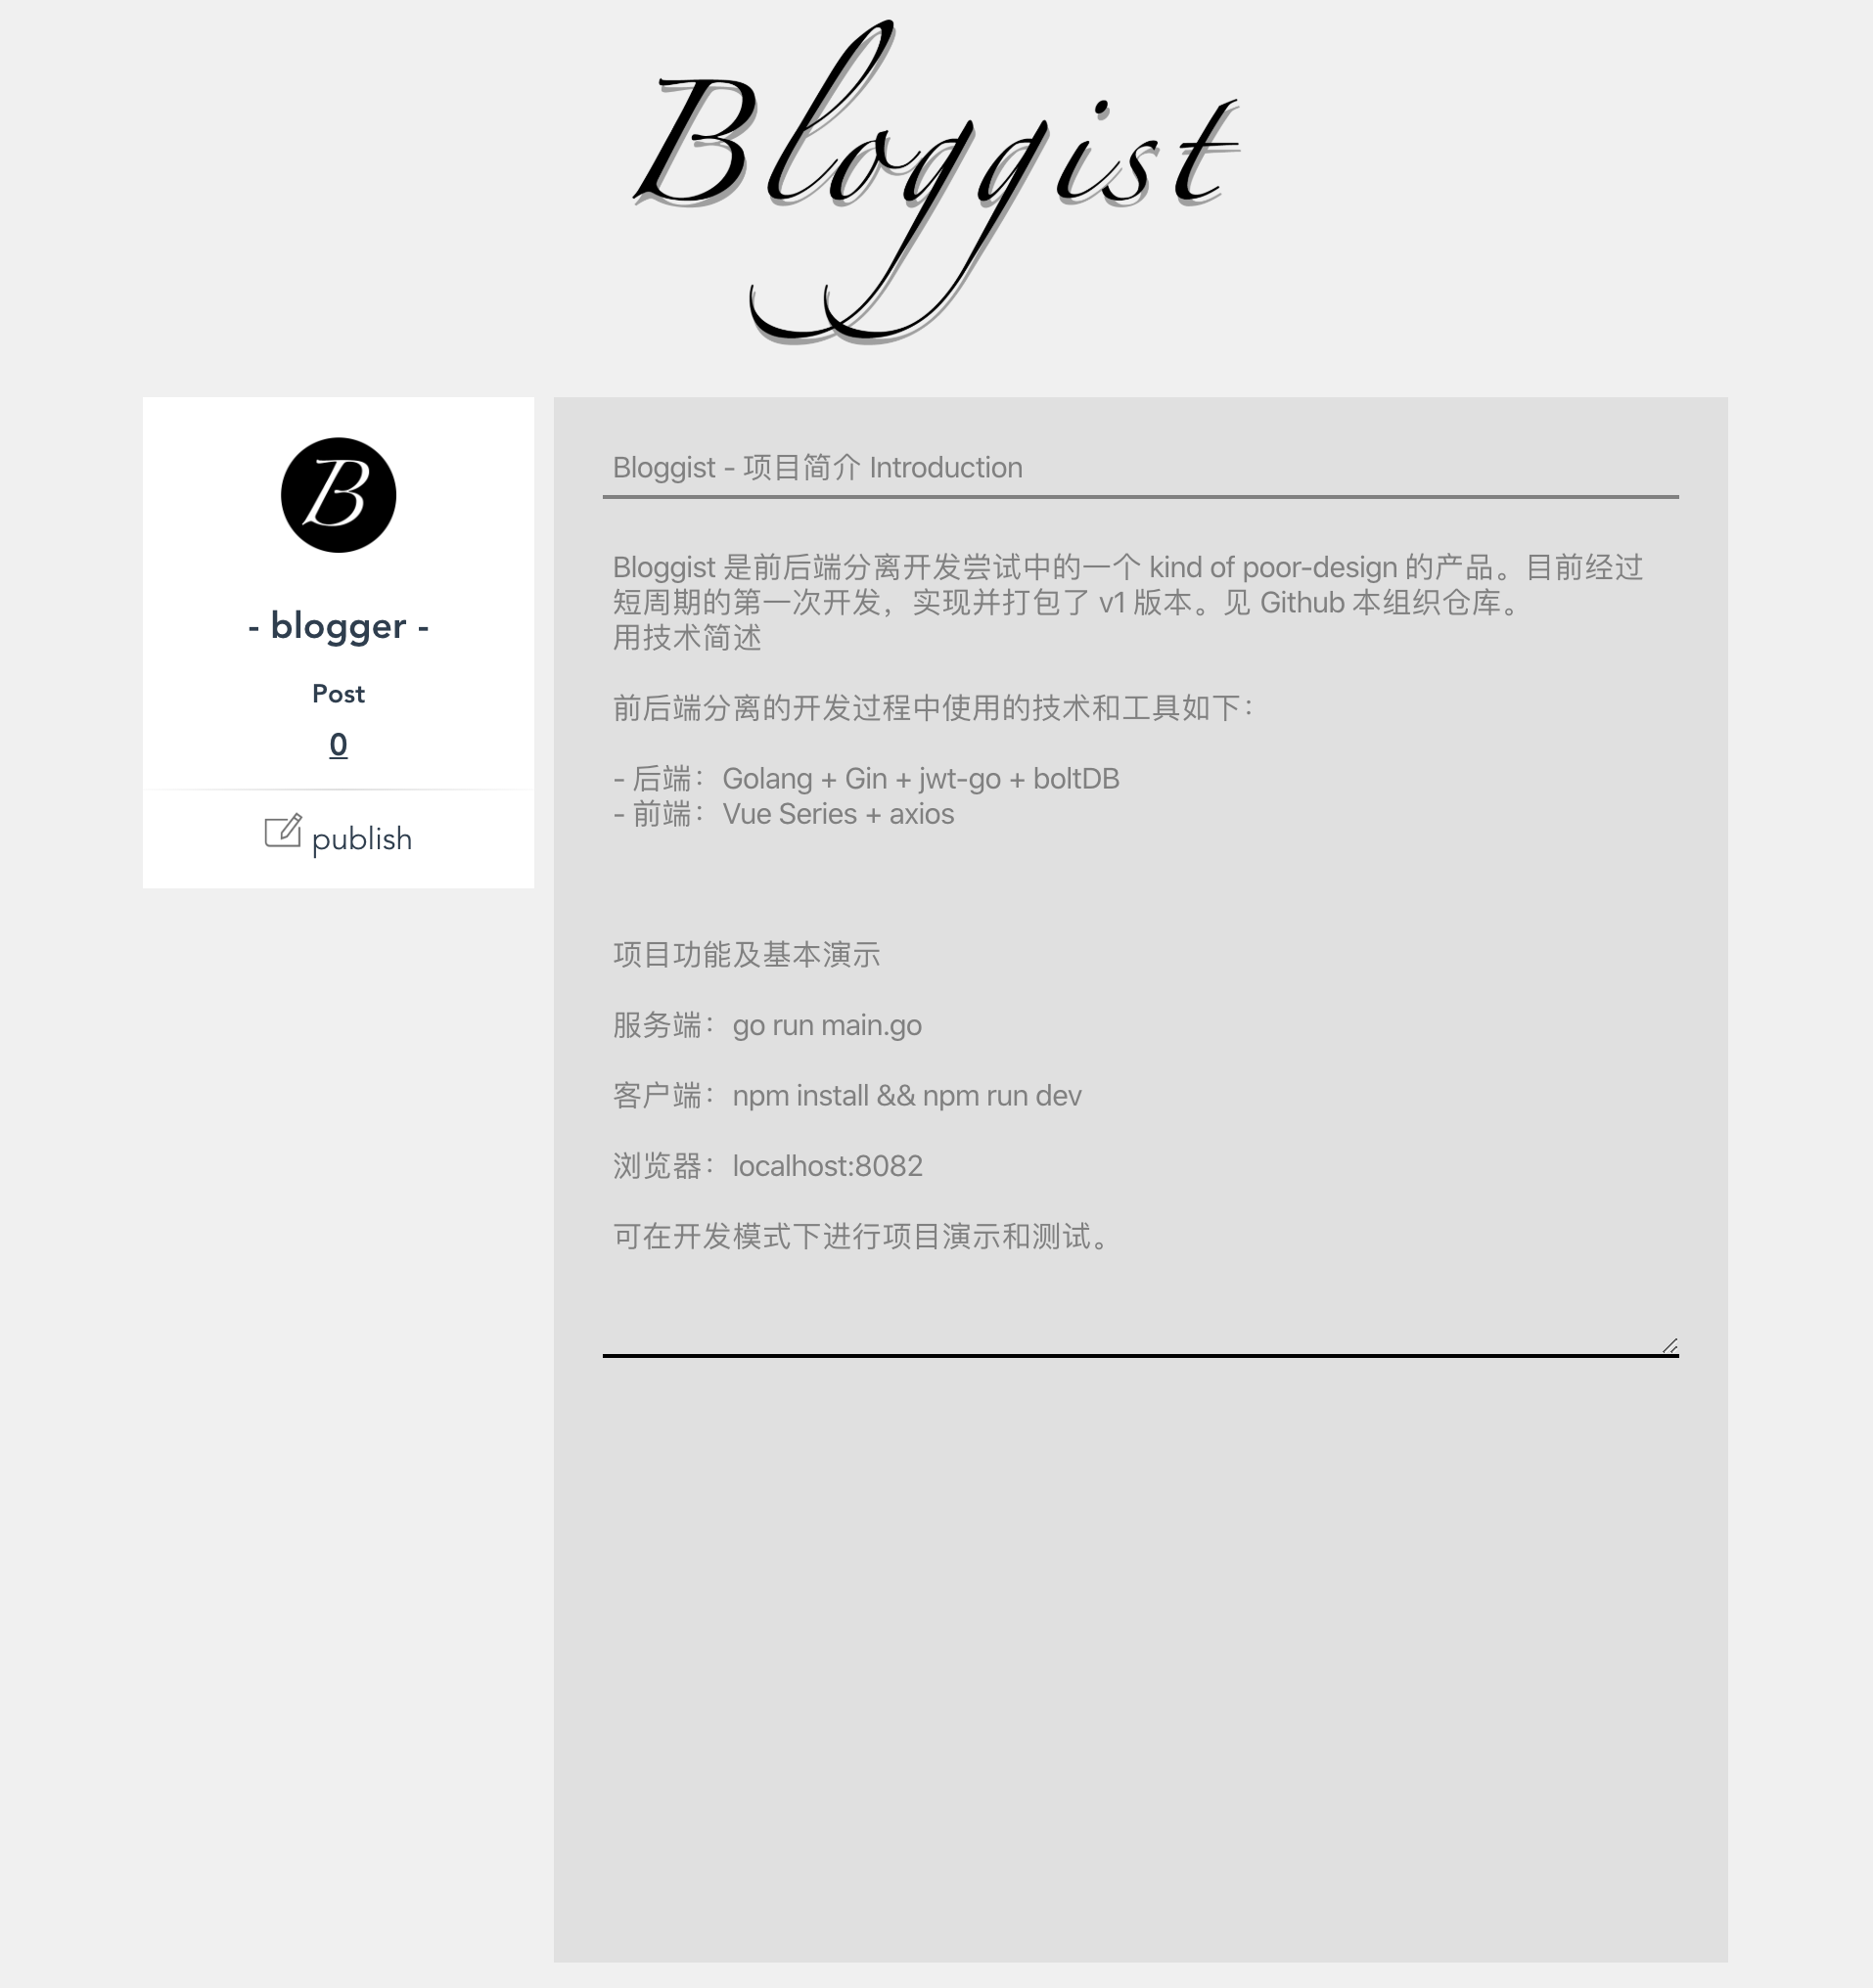 Bloggist
B
- blogger -
Post
0
publish
Bloggist - 项目简介 Introduction
Bloggist 是前后端分离开发尝试中的一个 kind of poor-design 的产品。目前经过
短周期的第一次开发，实现并打包了 v1 版本。见 Github 本组织仓库。
用技术简述
前后端分离的开发过程中使用的技术和工具如下：
- 后端：Golang + Gin + jwt-go + boltDB
- 前端：Vue Series + axios
项目功能及基本演示
服务端：go run main.go
客户端：npm install && npm run dev
浏览器：localhost:8082
可在开发模式下进行项目演示和测试。